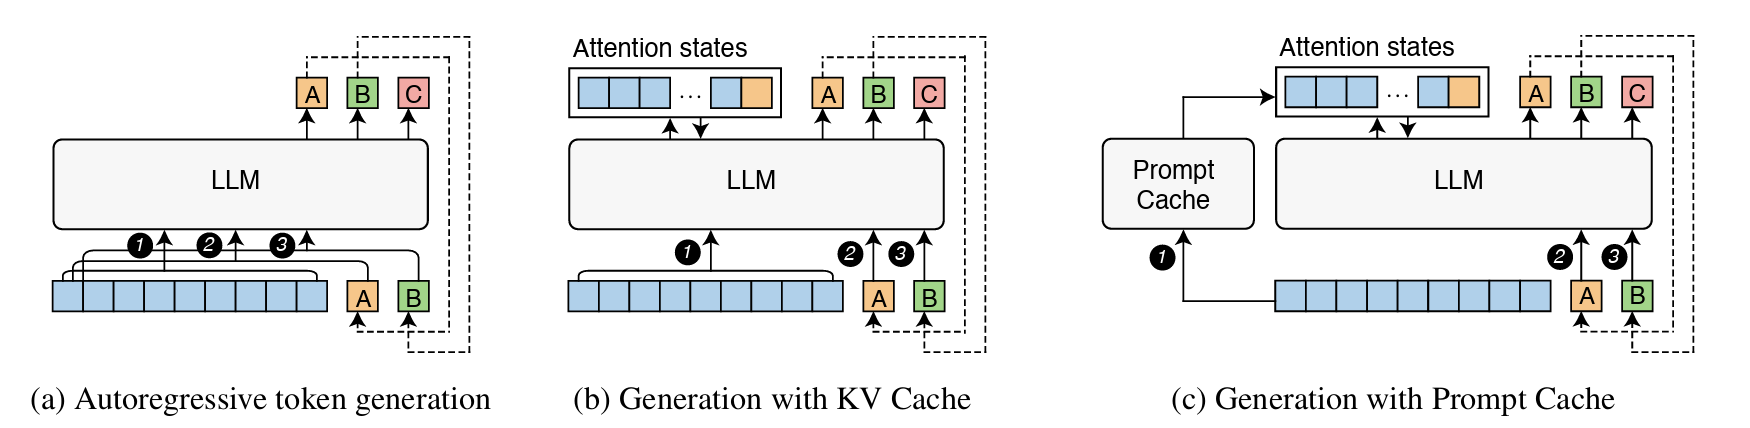 Attention states
Attention states
A B C
... A B C
... A B C
LLM
LLM
Prompt
Cache
LLM
1 2 3
1 2 3
1 2 3
A B
A B
A B
(a) Autoregressive token generation
(b) Generation with KV Cache
(c) Generation with Prompt Cache